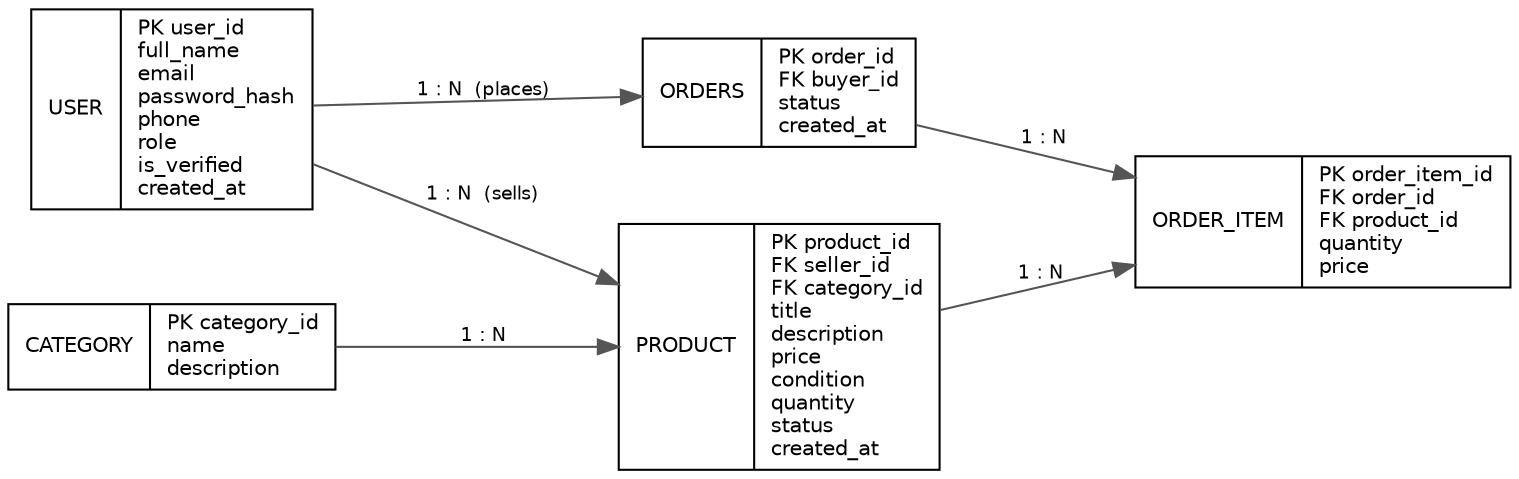 USER
PK user_id
full_name
email
password_hash
phone
role
is_verified
created_at
1 : N  (places)
1 : N  (sells)
ORDERS
PK order_id
FK buyer_id
status
created_at
1 : N
CATEGORY
PK category_id
name
description
1 : N
PRODUCT
PK product_id
FK seller_id
FK category_id
title
description
price
condition
quantity
status
created_at
1 : N
ORDER_ITEM
PK order_item_id
FK order_id
FK product_id
quantity
price